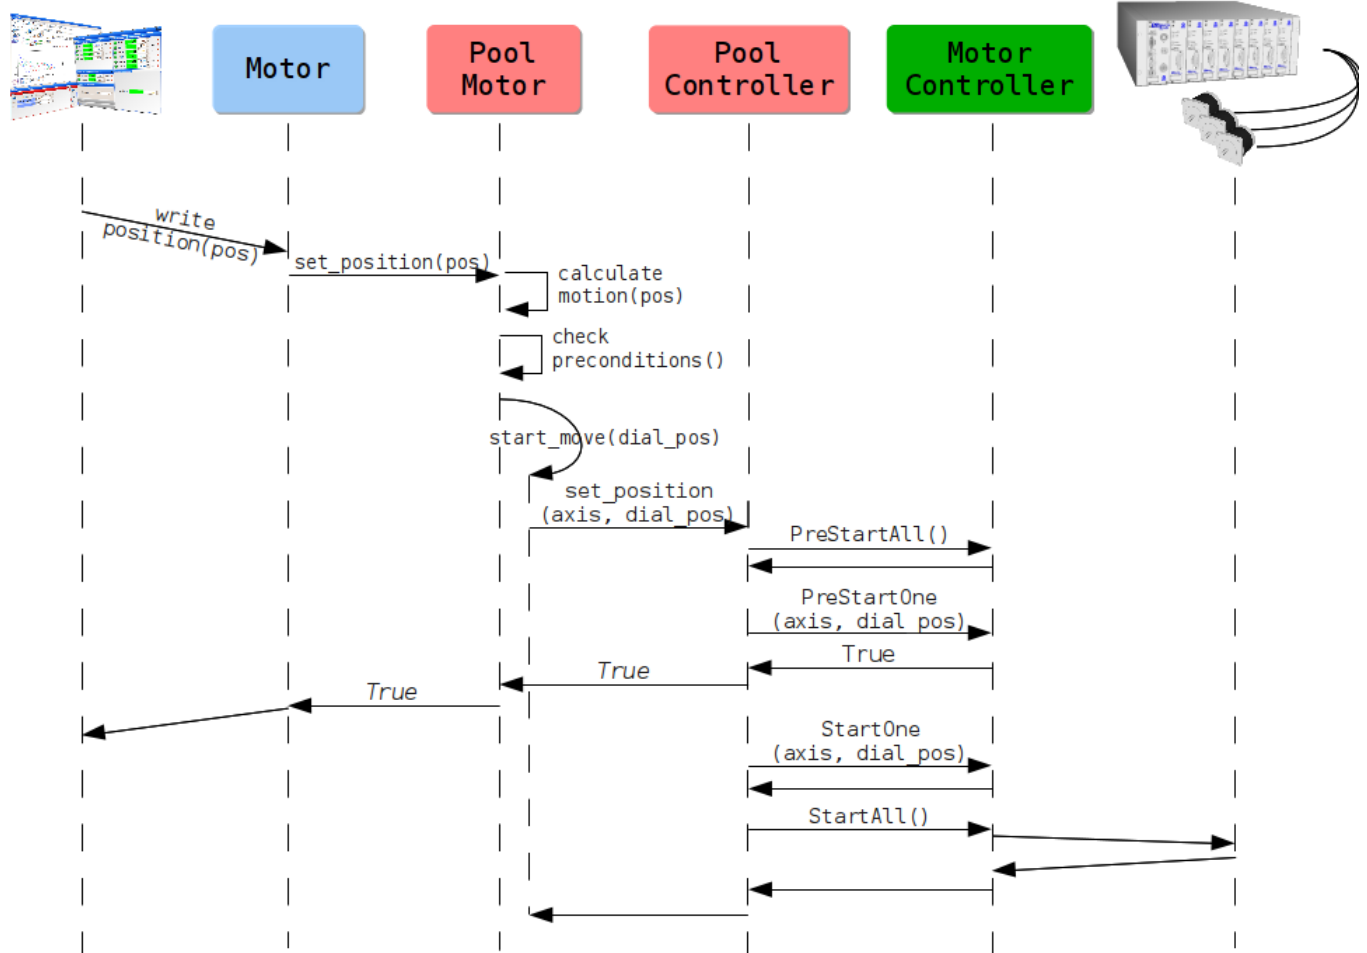 Motor
Pool
Motor
Pool
Controller
Motor
Controller
write
position(pos)
set_position(pos)
calculate
motion(pos)
check
preconditions()
start_move(dial_pos)
set_position
(axis, dial_pos)
PreStartAll()
PreStartOne
(axis, dial_pos)
True
True
True
StartOne
(axis, dial_pos)
StartAll()